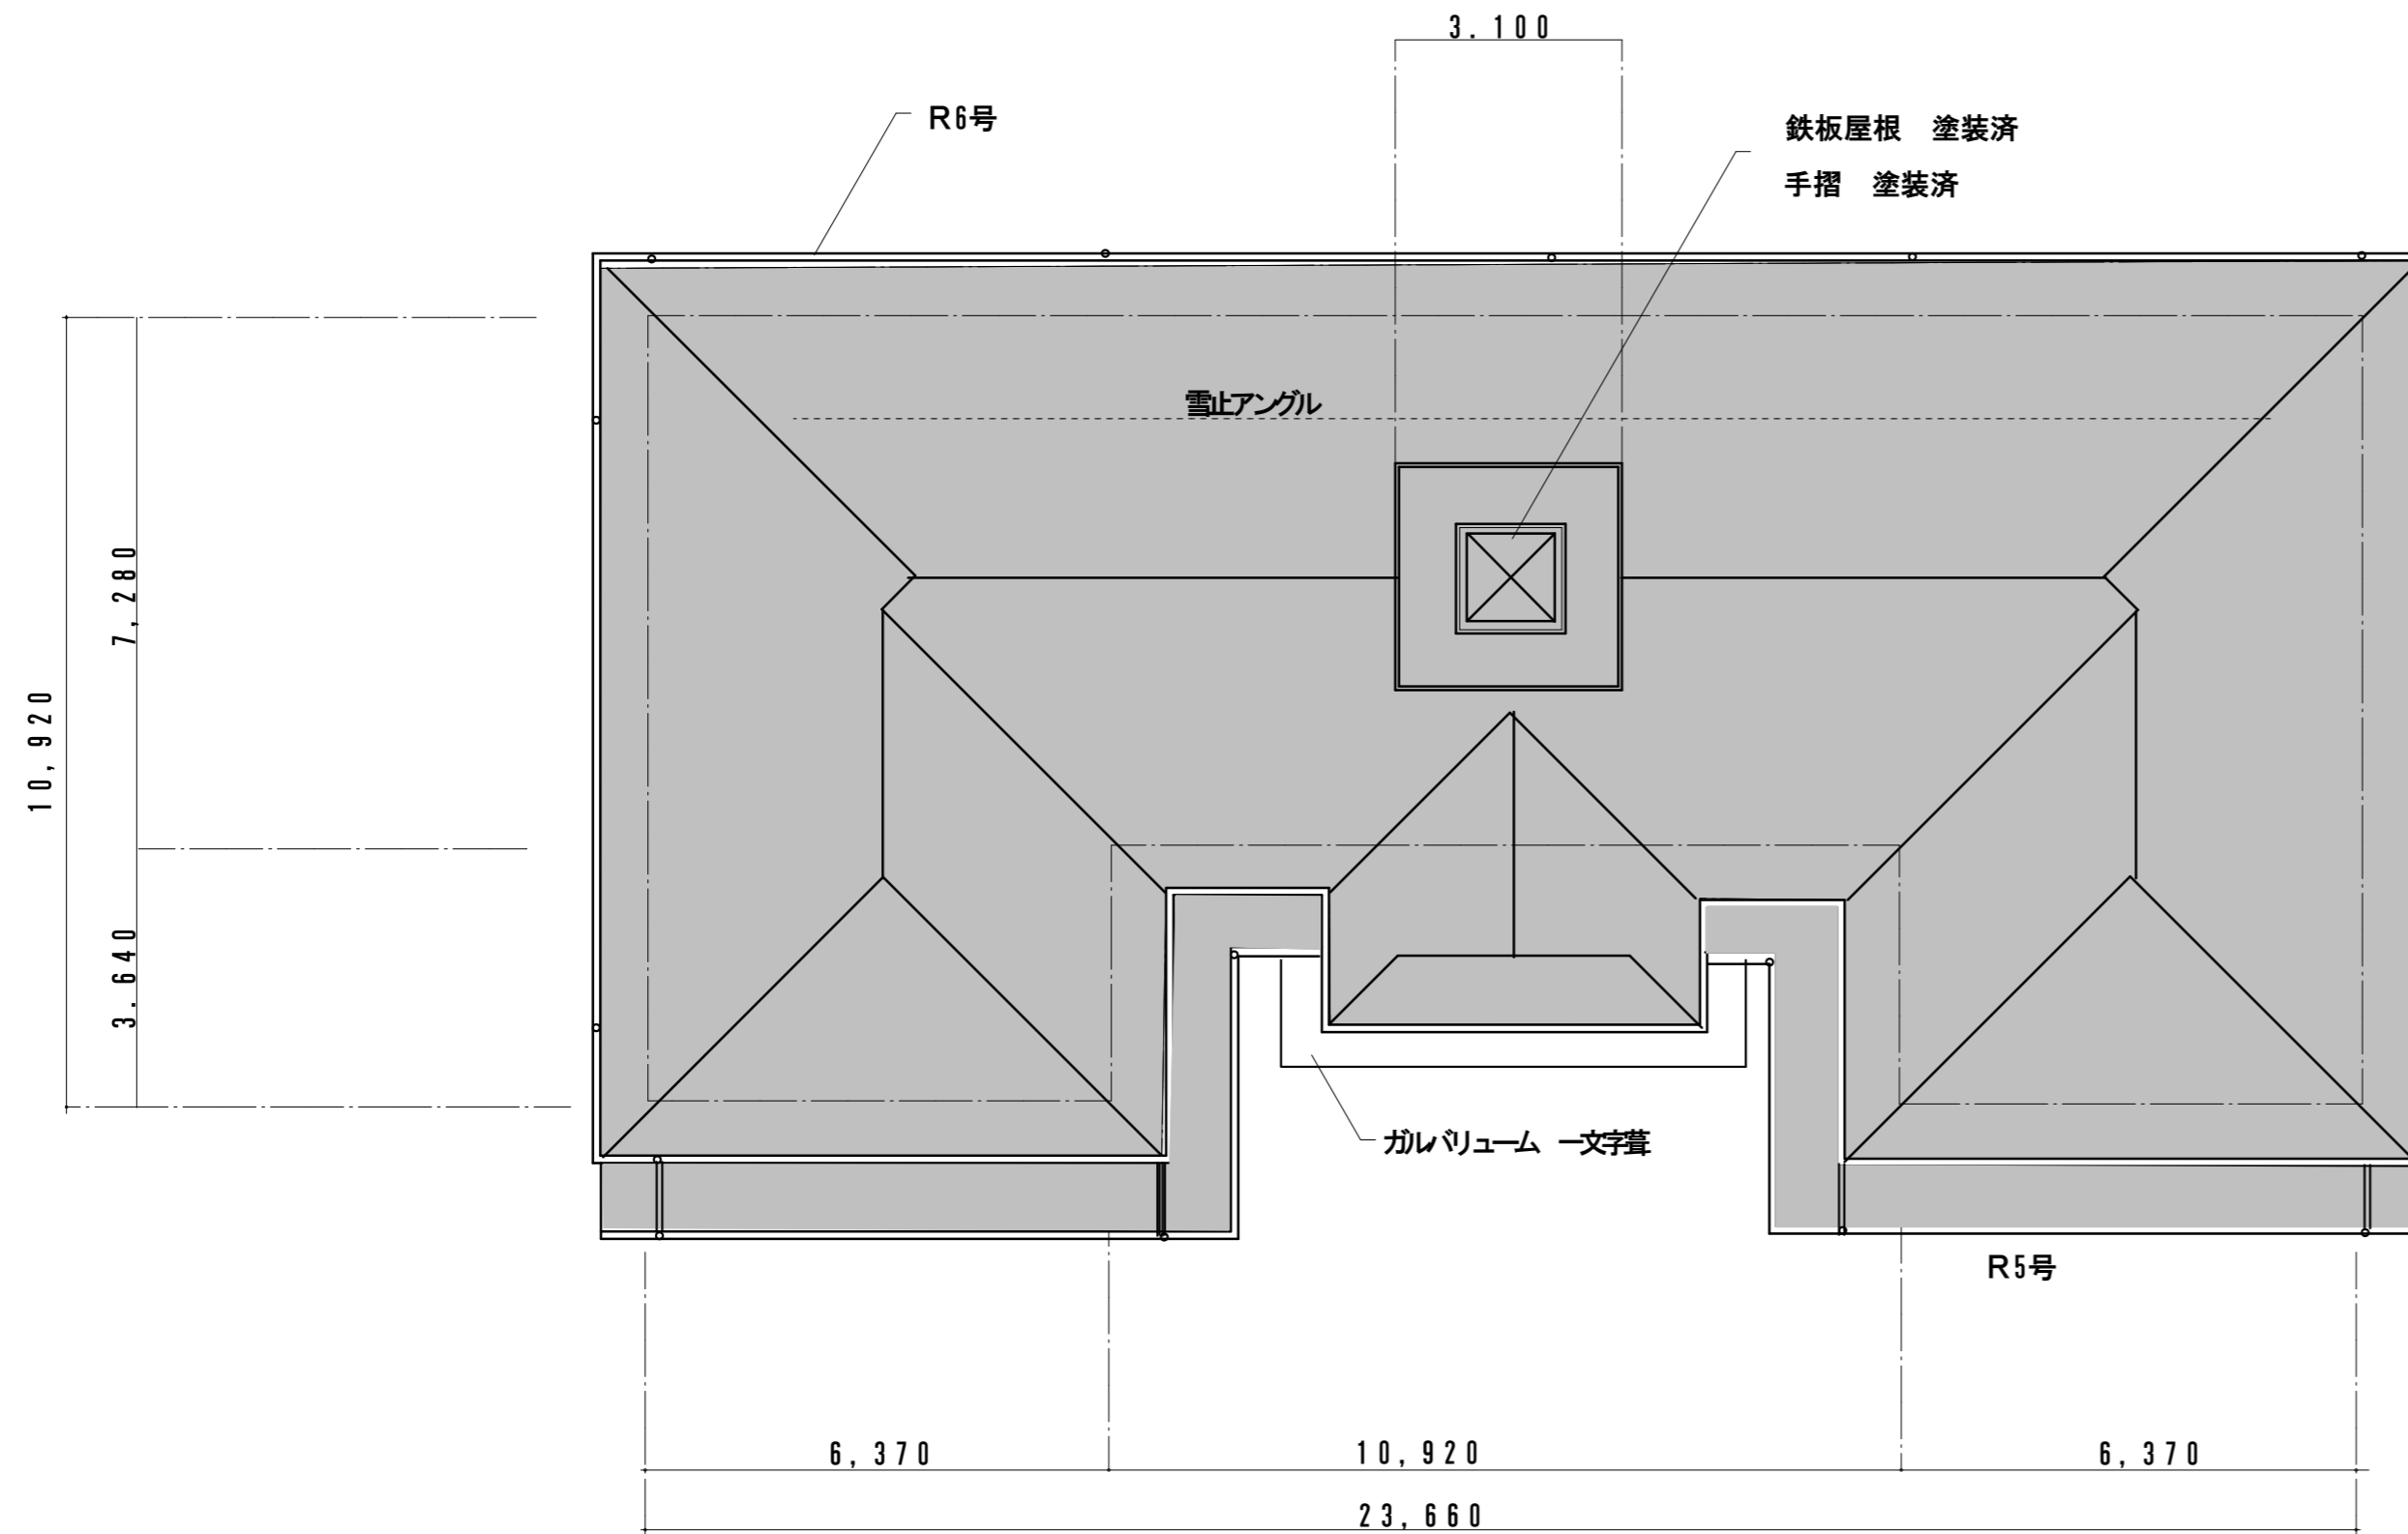 3.100
R6号
鉄板屋根　塗装済
手摺　塗装済
雪止アングル
7,280
10,920
3.640
ガルバリューム　一文字葺
R5号
6,370
10,920
6,370
23,660